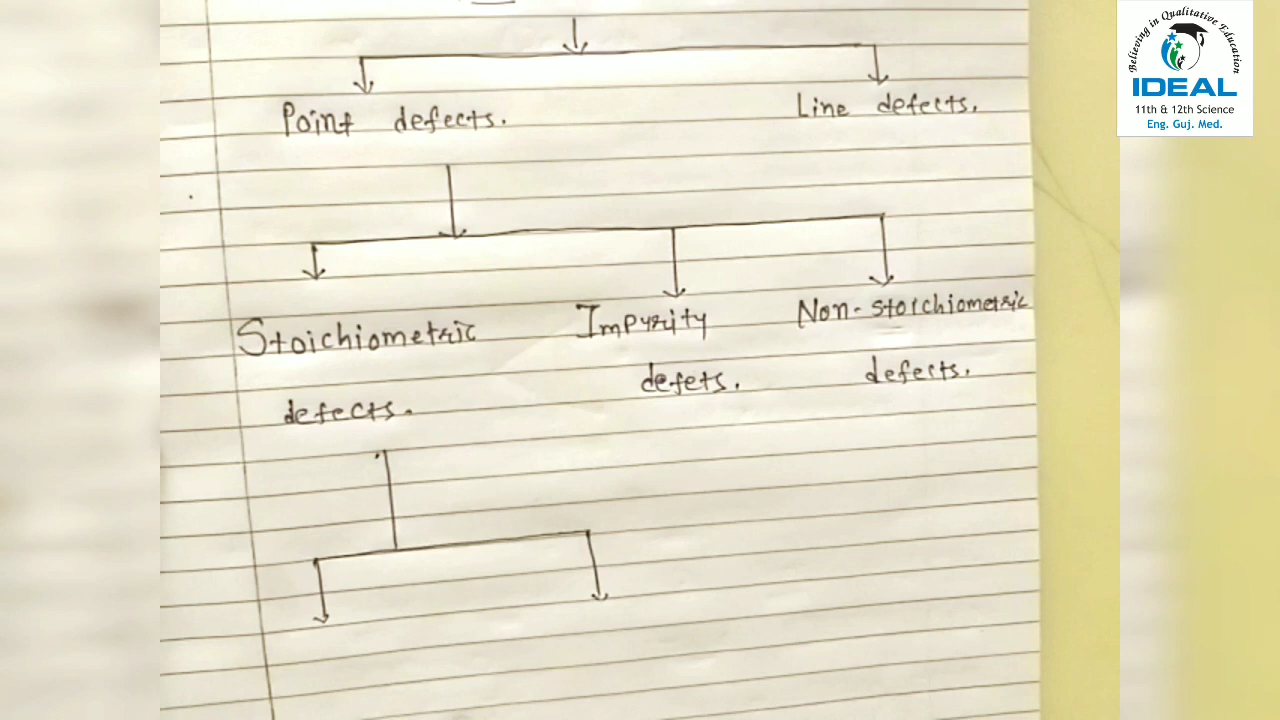 Believing in Qualitative Education
IDEAL
11th & 12th Science
Eng. Guj. Med.
Point defects.
Line defects.
Stoichiometric
defects.
Impurity
defets.
Non-stoichiometric
defects.